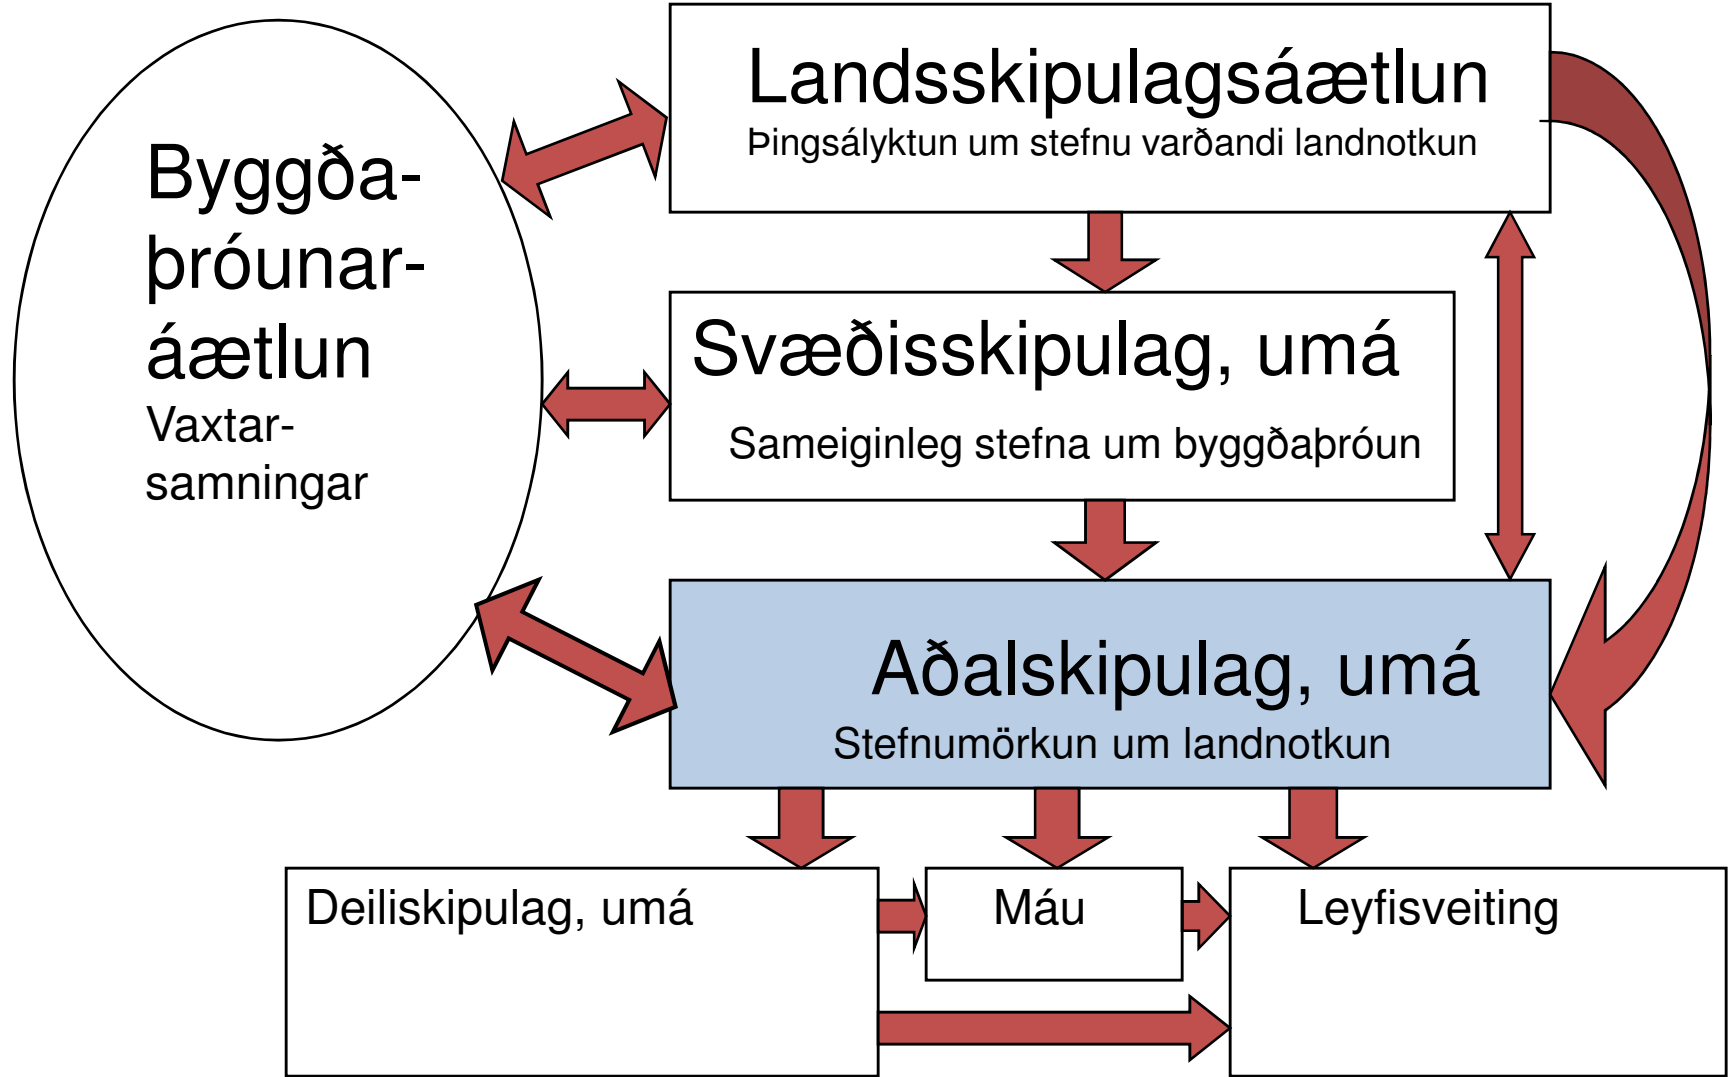 Byggða-
þróunar-
áætlun
Vaxtar-
samningar
Landsskipulagsáætlun
Þingsályktun um stefnu varðandi landnotkun
Svæðisskipulag, umá
Sameiginleg stefna um byggðaþróun
Aðalskipulag, umá
Stefnumörkun um landnotkun
Deiliskipulag, umá
Máu
Leyfisveiting